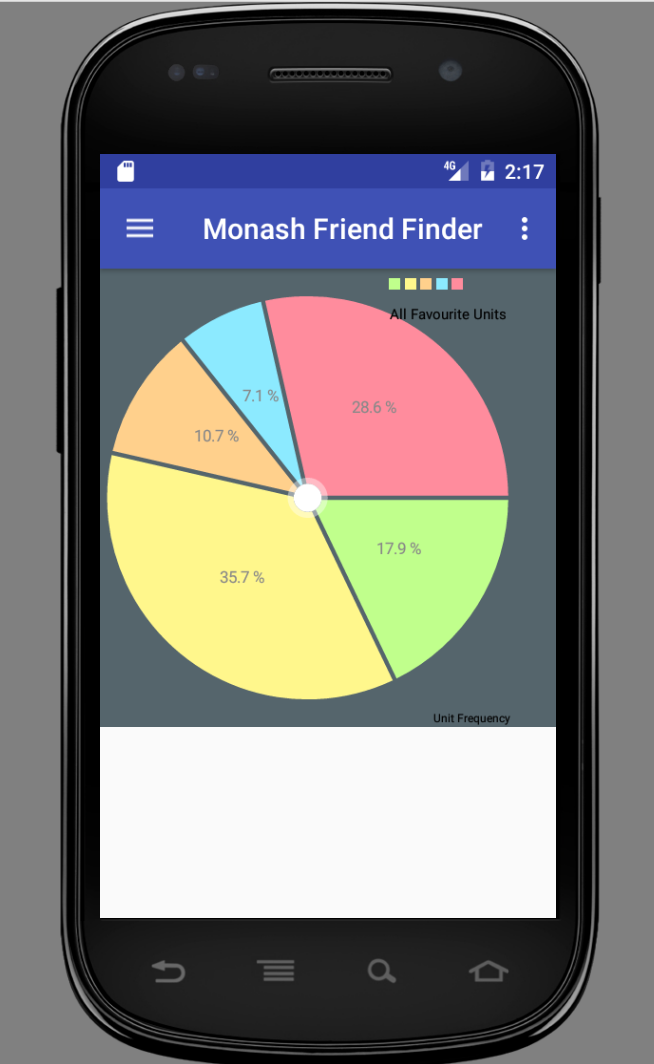 4G 2:17
Monash Friend Finder
All Favourite Units
7.1 %
28.6 %
10.7 %
17.9 %
35.7 %
Unit Frequency